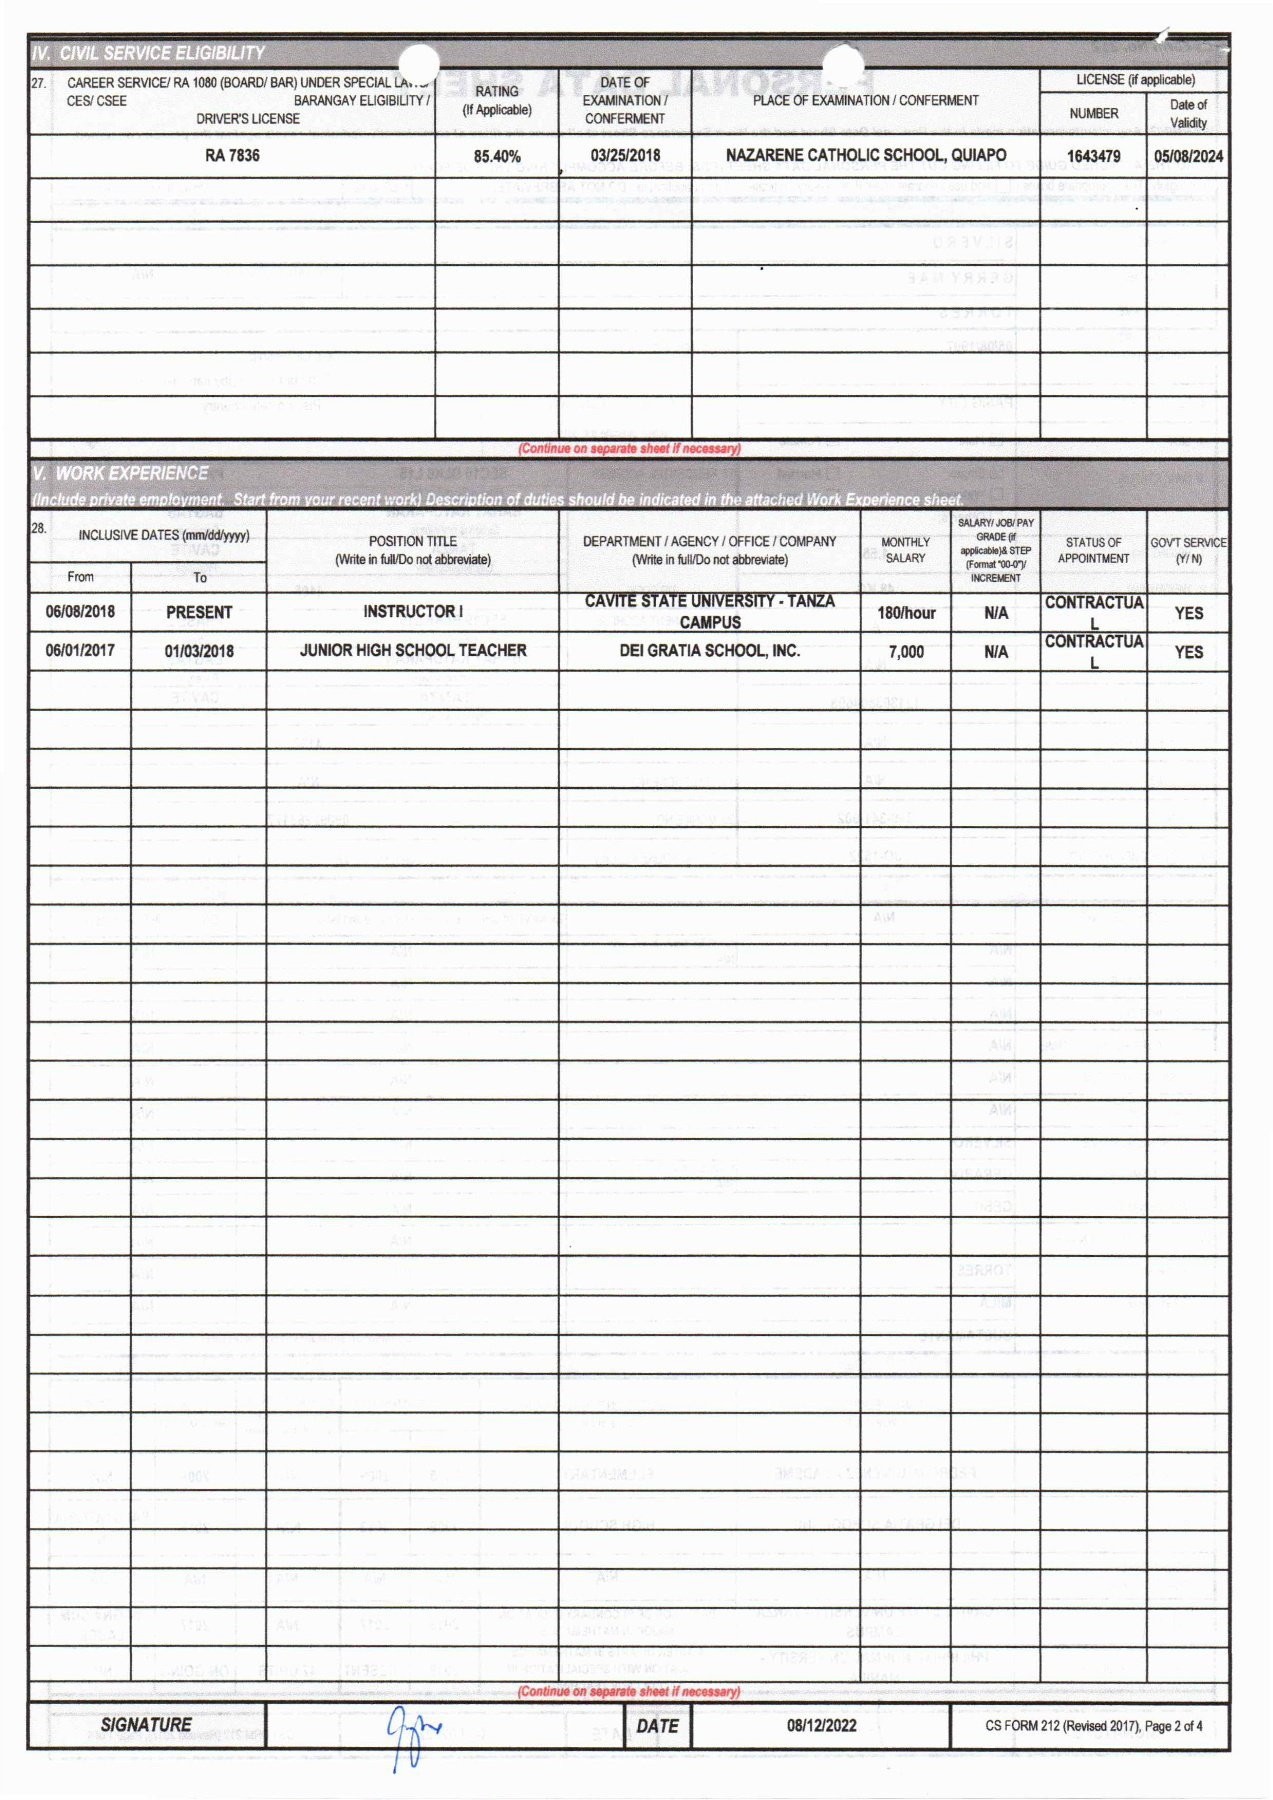 IV. CIVIL SERVICE ELIGIBILITY
27. CAREER SERVICE/ RA 1080 (BOARD/ BAR) UNDER SPECIAL
CES/ CSEE BARANGAY ELIGIBILITY /
DRIVER'S LICENSE
RATING
(If Applicable)
DATE OF
EXAMINATION /
CONFERMENT
PLACE OF EXAMINATION / CONFERMENT
LICENSE (if applicable)
NUMBER
Date of
Validity
RA 7836 85.40% 03/25/2018 NAZARENE CATHOLIC SCHOOL, QUIAPO 1643479 05/08/2024
(Continue on separate sheet if necessary)
V. WORK EXPERIENCE
(Include private employment. Start from your recent work) Description of duties should be indicated in the attached Work Experience sheet.
28. INCLUSIVE DATES (mm/dd/yyyy)
From To
POSITION TITLE
(Write in full/Do not abbreviate)
DEPARTMENT / AGENCY / OFFICE / COMPANY
(Write in full/Do not abbreviate)
MONTHLY
SALARY
SALARY/ JOB/ PAY
GRADE (if
applicable)& STEP
(Format "00-0")/
INCREMENT
STATUS OF
APPOINTMENT
GOV'T SERVICE
(Y/ N)
06/08/2018 PRESENT INSTRUCTOR I CAVITE STATE UNIVERSITY - TANZA
CAMPUS 180/hour N/A CONTRACTUA
L YES
06/01/2017 01/03/2018 JUNIOR HIGH SCHOOL TEACHER DEI GRATIA SCHOOL, INC. 7,000 N/A CONTRACTUA
L YES
(Continue on separate sheet if necessary)
SIGNATURE DATE 08/12/2022 CS FORM 212 (Revised 2017), Page 2 of 4